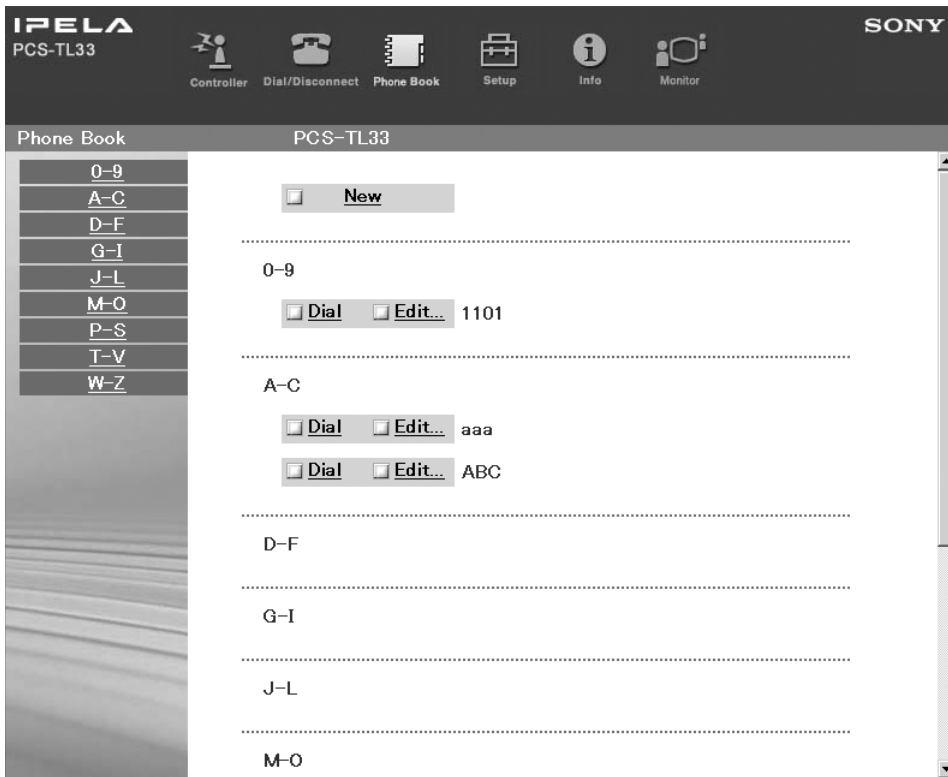 IPELA
SONY
PCS-TL33
Controller Dial/Disconnect Phone Book Setup Info Monitor
Phone Book PCS-TL33
0-9
A-C
D-F
G-I
J-L
M-O
P-S
T-V
W-Z
New
0-9
Dial Edit... 1101
A-C
Dial Edit... aaa
Dial Edit... ABC
D-F
G-I
J-L
M-O